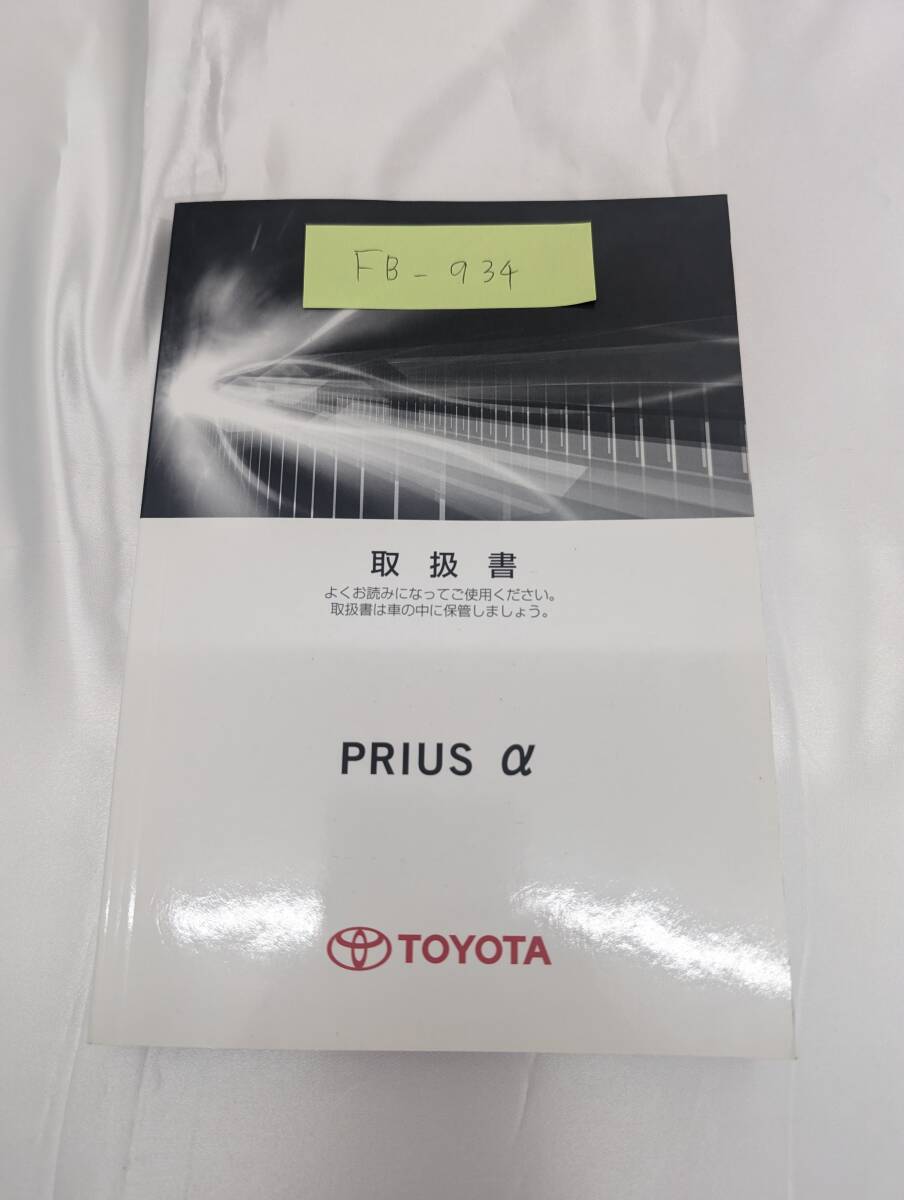 FB-934
取扱書
よくお読みになってご使用ください。
取扱書は車の中に保管しましょう。
PRIUS α
TOYOTA